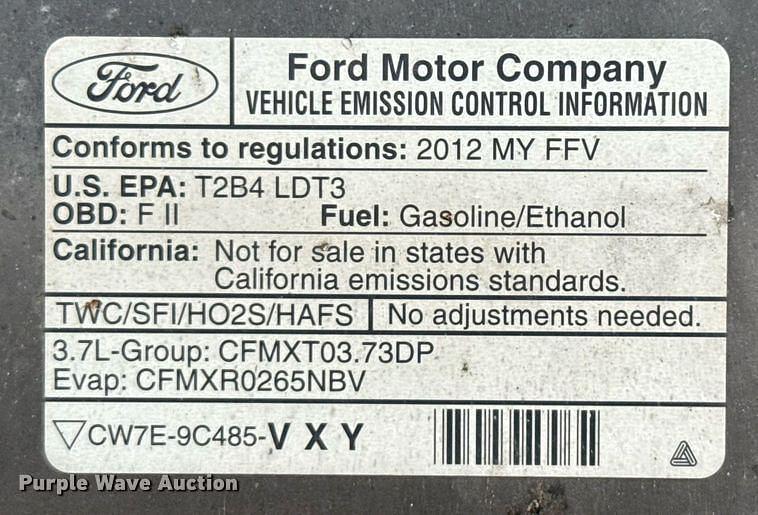 Ford
Ford Motor Company
VEHICLE EMISSION CONTROL INFORMATION
Conforms to regulations: 2012 MY FFV
U.S. EPA: T2B4 LDT3
OBD: F II Fuel: Gasoline/Ethanol
California: Not for sale in states with
California emissions standards.
TWC/SFI/HO2S/HAFS No adjustments needed.
3.7L-Group: CFMXT03.73DP
Evap: CFMXR0265NBV
CW7E-9C485-V X Y
Purple Wave Auction